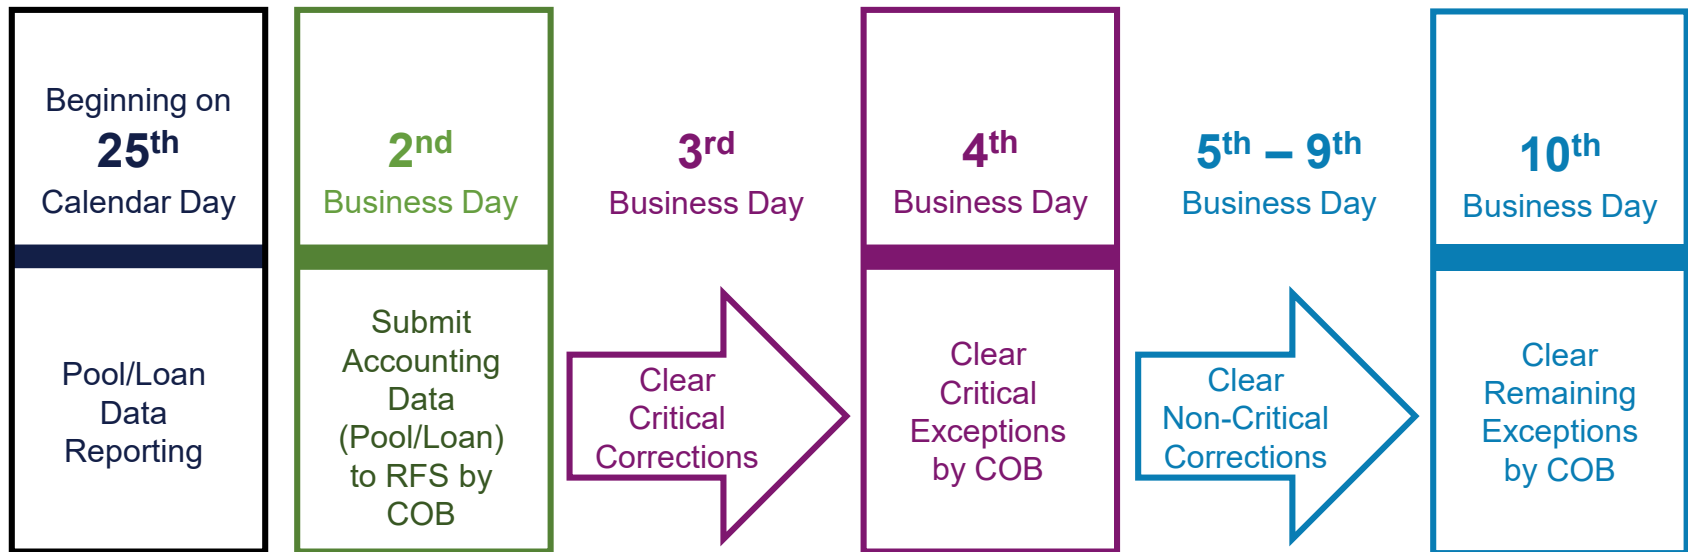 Beginning on
25th
Calendar Day
Pool/Loan
Data
Reporting
2nd
Business Day
Submit
Accounting
Data
(Pool/Loan)
to RFS by
COB
3rd
Business Day
Clear
Critical
Corrections
4th
Business Day
Clear
Critical
Exceptions
by COB
5th – 9th
Business Day
Clear
Non-Critical
Corrections
10th
Business Day
Clear
Remaining
Exceptions
by COB